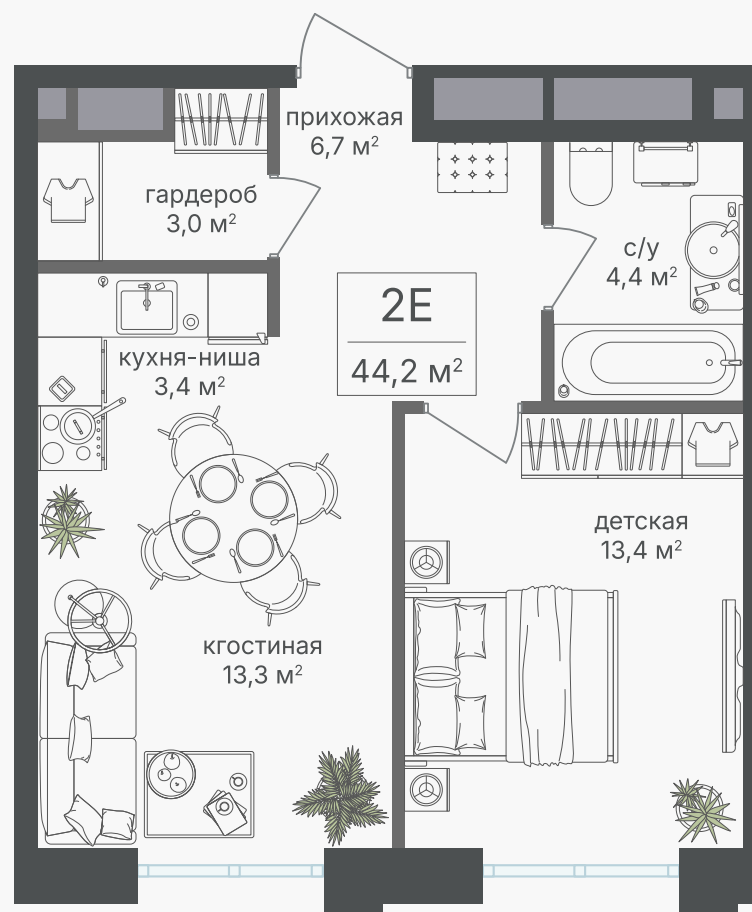 прихожая
6,7 м²
гардероб
3,0 м²
с/у
4,4 м²
2Е
44,2 м²
кухня-ниша
3,4 м²
детская
13,4 м²
кгостиная
13,3 м²